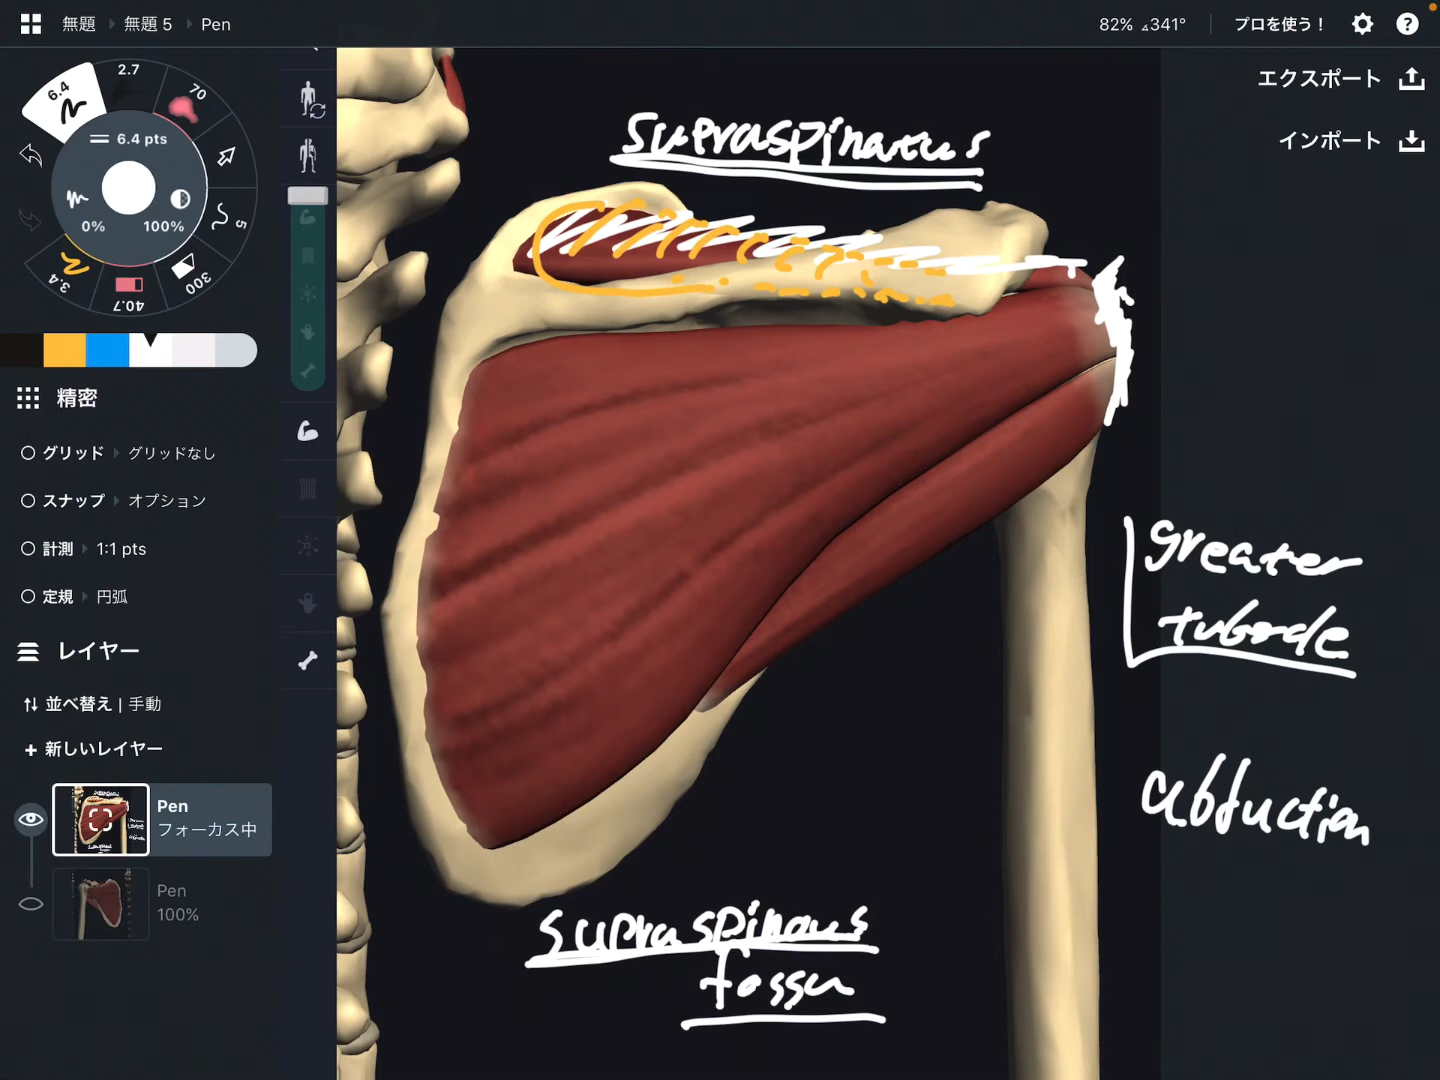 無題 無題 5 Pen
82% ⊿341° プロを使う！
エクスポート
インポート
2.7
6.4
70
6.4 pts
0% 100%
5
3.4
40.7
300
精密
グリッド グリッドなし
スナップ オプション
計測 1:1 pts
定規 円弧
レイヤー
並べ替え | 手動
+ 新しいレイヤー
Pen
フォーカス中
Pen
100%
supraspinatus
greater
tubercle
abduction
supraspinous
fossa